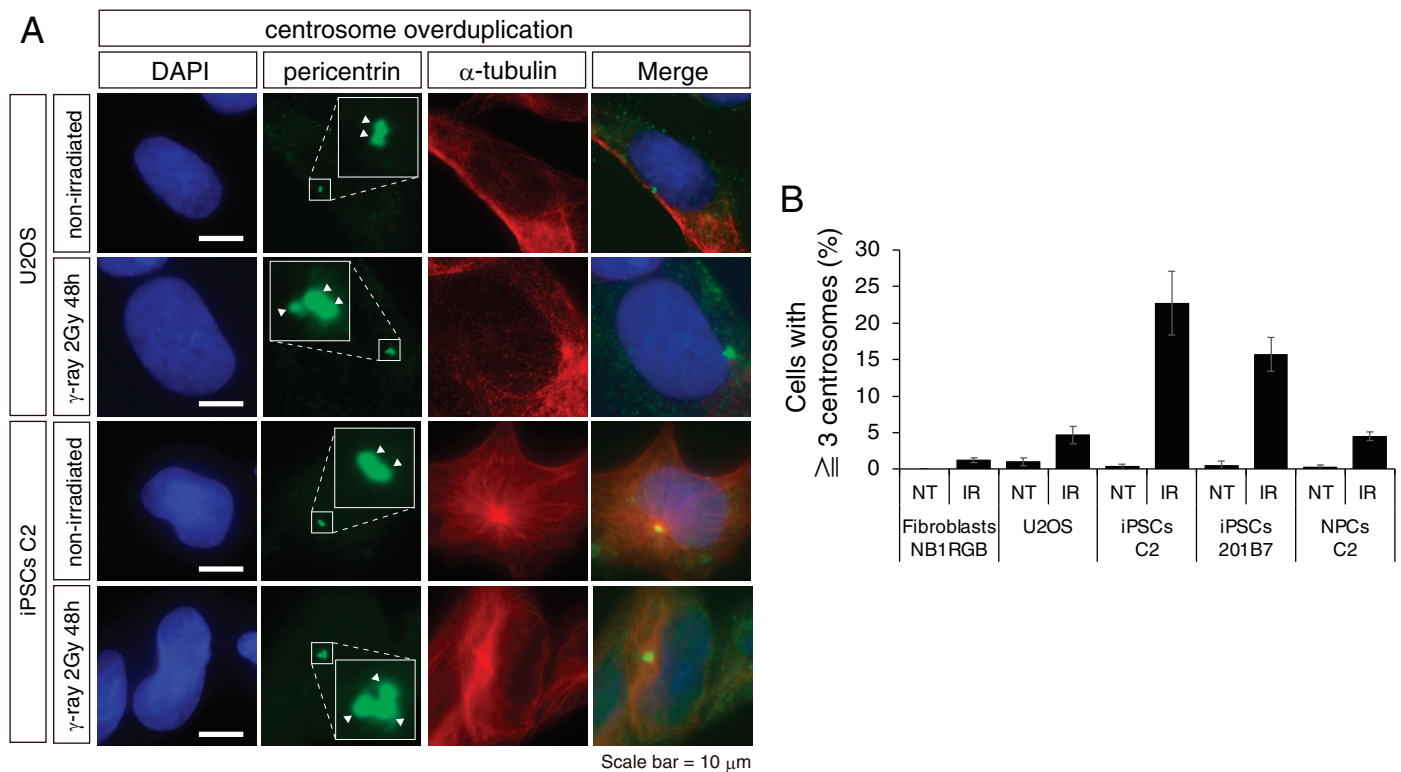 A
centrosome overduplication
DAPI
pericentrin
α-tubulin
Merge
U2OS
non-irradiated
γ-ray 2Gy 48h
iPSCs C2
non-irradiated
γ-ray 2Gy 48h
Scale bar = 10 μm
B
Cells with
≧ 3 centrosomes (%)
30
25
20
15
10
5
0
NT IR NT IR NT IR NT IR NT IR
Fibroblasts U2OS iPSCs iPSCs NPCs
NB1RGB C2 201B7 C2